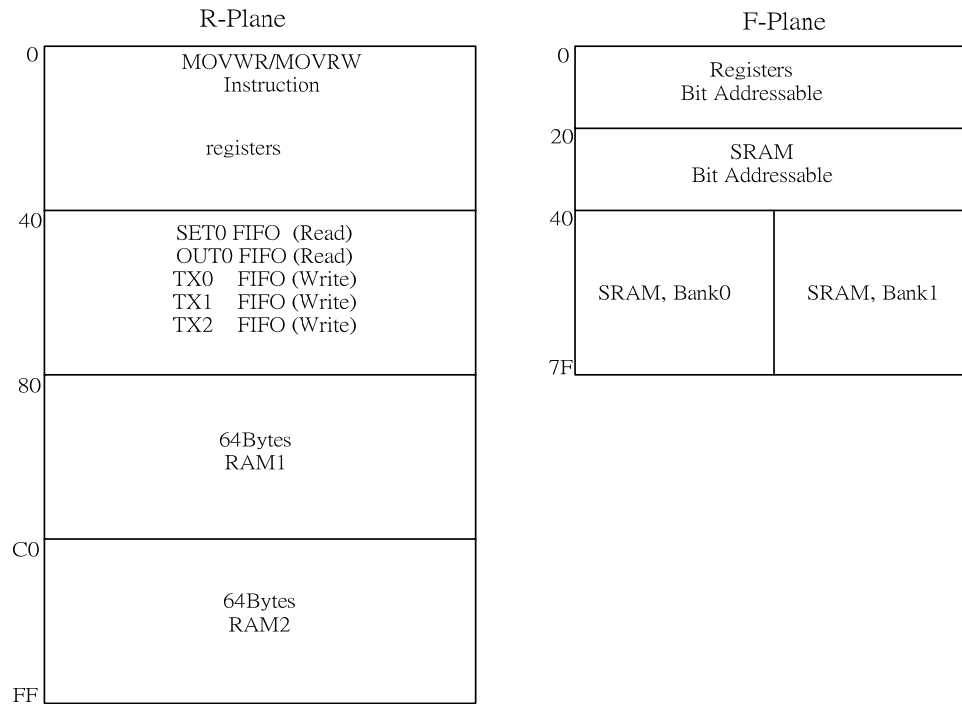 R-Plane
0
MOVWR/MOVRW
Instruction
registers
40
SET0 FIFO (Read)
OUT0 FIFO (Read)
TX0 FIFO (Write)
TX1 FIFO (Write)
TX2 FIFO (Write)
80
64Bytes
RAM1
C0
64Bytes
RAM2
FF
F-Plane
0
Registers
Bit Addressable
20
SRAM
Bit Addressable
40
SRAM, Bank0
SRAM, Bank1
7F